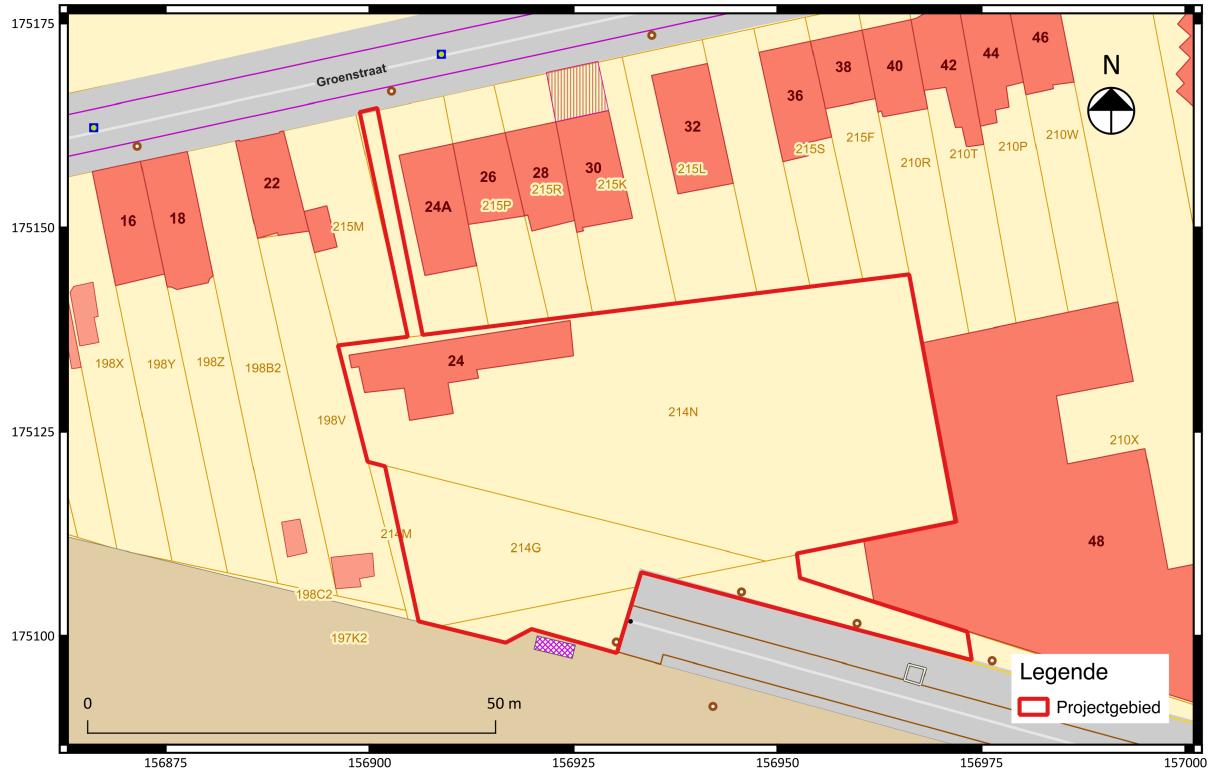 175175
175150
175125
175100
Groenstraat
46
44
42
40
38
36
N
32
30
28
26
24A
22
18
16
210W
210P
210T
210R
215F
215S
215L
215K
215R
215P
215M
24
198X
198Y
198Z
198B2
198V
214N
210X
214M
214G
48
198C2
197K2
0
50 m
Legende
Projectgebied
156875
156900
156925
156950
156975
157000